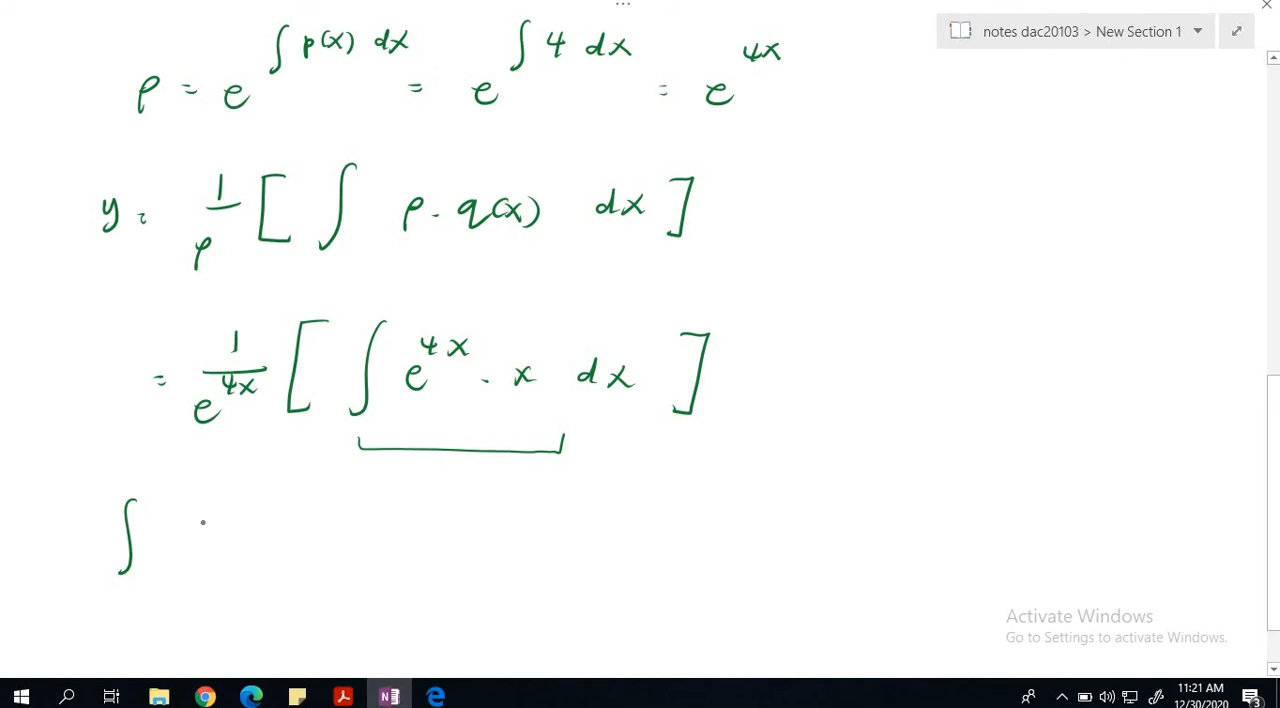 notes dac20103 > New Section 1
ρ = e^{∫ p(x) dx} = e^{∫ 4 dx} = e^{4x}
y = 1/ρ [ ∫ ρ · q(x) dx ]
= 1/e^{4x} [ ∫ e^{4x} · x dx ]
∫
Activate Windows
Go to Settings to activate Windows.
11:21 AM
12/30/2020
3